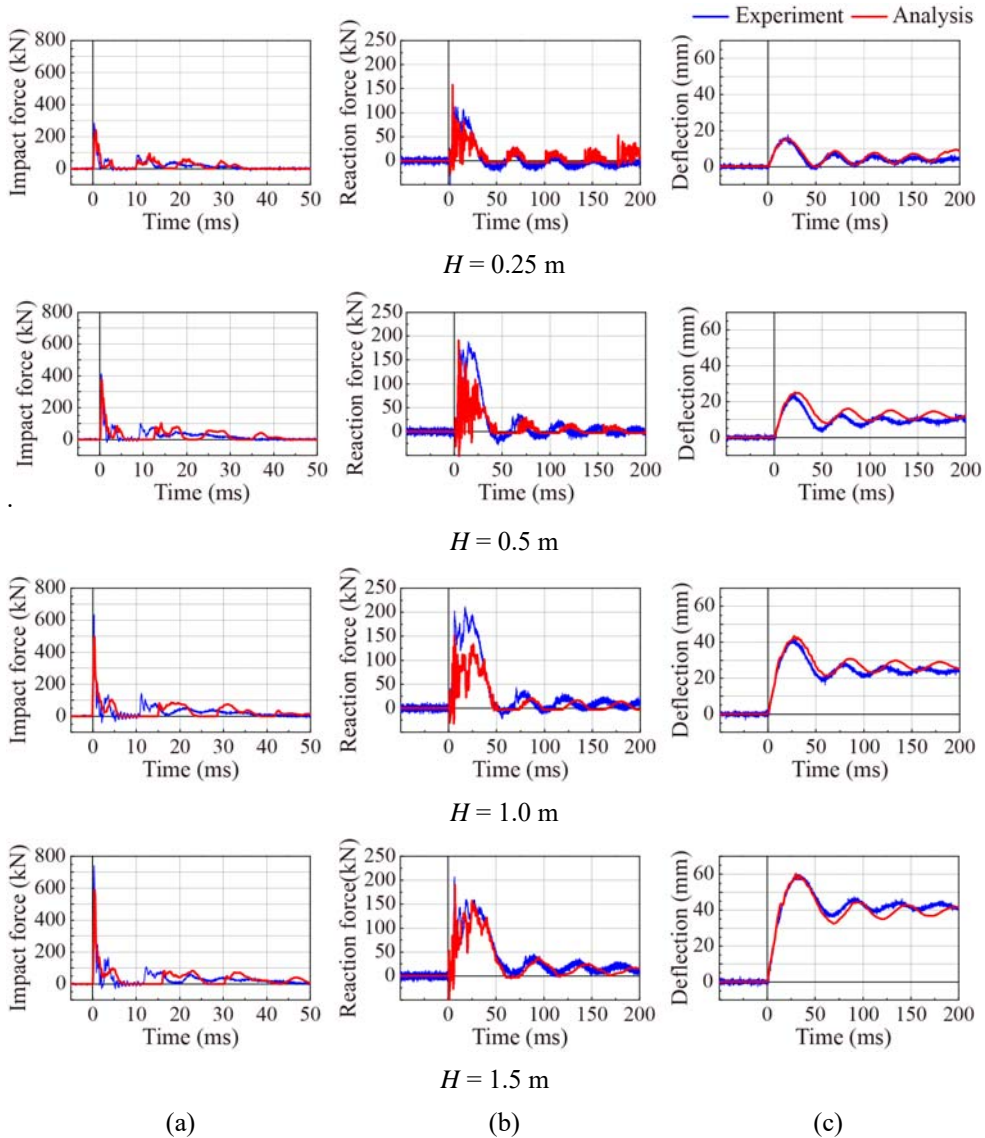 Experiment Analysis
Impact force (kN)
800
600
400
200
0
0 10 20 30 40 50
Time (ms)
Reaction force (kN)
250
200
150
100
50
0
0 50 100 150 200
Time (ms)
Deflection (mm)
60
40
20
0
0 50 100 150 200
Time (ms)
H = 0.25 m
Impact force (kN)
800
600
400
200
0
0 10 20 30 40 50
Time (ms)
Reaction force (kN)
250
200
150
100
50
0
0 50 100 150 200
Time (ms)
Deflection (mm)
60
40
20
0
0 50 100 150 200
Time (ms)
.
H = 0.5 m
Impact force (kN)
800
600
400
200
0
0 10 20 30 40 50
Time (ms)
Reaction force (kN)
250
200
150
100
50
0
0 50 100 150 200
Time (ms)
Deflection (mm)
60
40
20
0
0 50 100 150 200
Time (ms)
H = 1.0 m
Impact force (kN)
800
600
400
200
0
0 10 20 30 40 50
Time (ms)
Reaction force(kN)
250
200
150
100
50
0
0 50 100 150 200
Time (ms)
Deflection (mm)
60
40
20
0
0 50 100 150 200
Time (ms)
H = 1.5 m
(a) (b) (c)